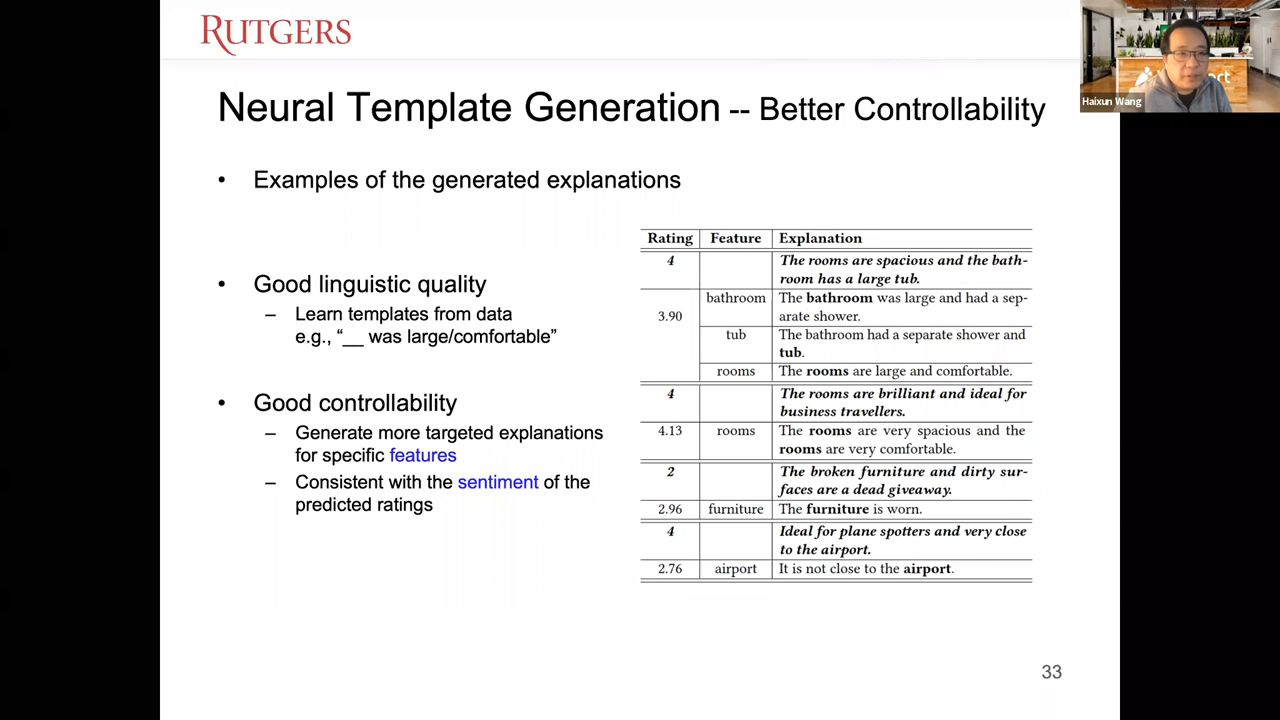 RUTGERS
Haixun Wang
Neural Template Generation -- Better Controllability
• Examples of the generated explanations
• Good linguistic quality
– Learn templates from data
e.g., “__ was large/comfortable”
• Good controllability
– Generate more targeted explanations
for specific features
– Consistent with the sentiment of the
predicted ratings
Rating Feature Explanation
4 The rooms are spacious and the bath-
room has a large tub.
bathroom The bathroom was large and had a sep-
3.90 arate shower.
tub The bathroom had a separate shower and
tub.
rooms The rooms are large and comfortable.
4 The rooms are brilliant and ideal for
business travellers.
4.13 rooms The rooms are very spacious and the
rooms are very comfortable.
2 The broken furniture and dirty sur-
faces are a dead giveaway.
2.96 furniture The furniture is worn.
4 Ideal for plane spotters and very close
to the airport.
2.76 airport It is not close to the airport.
33